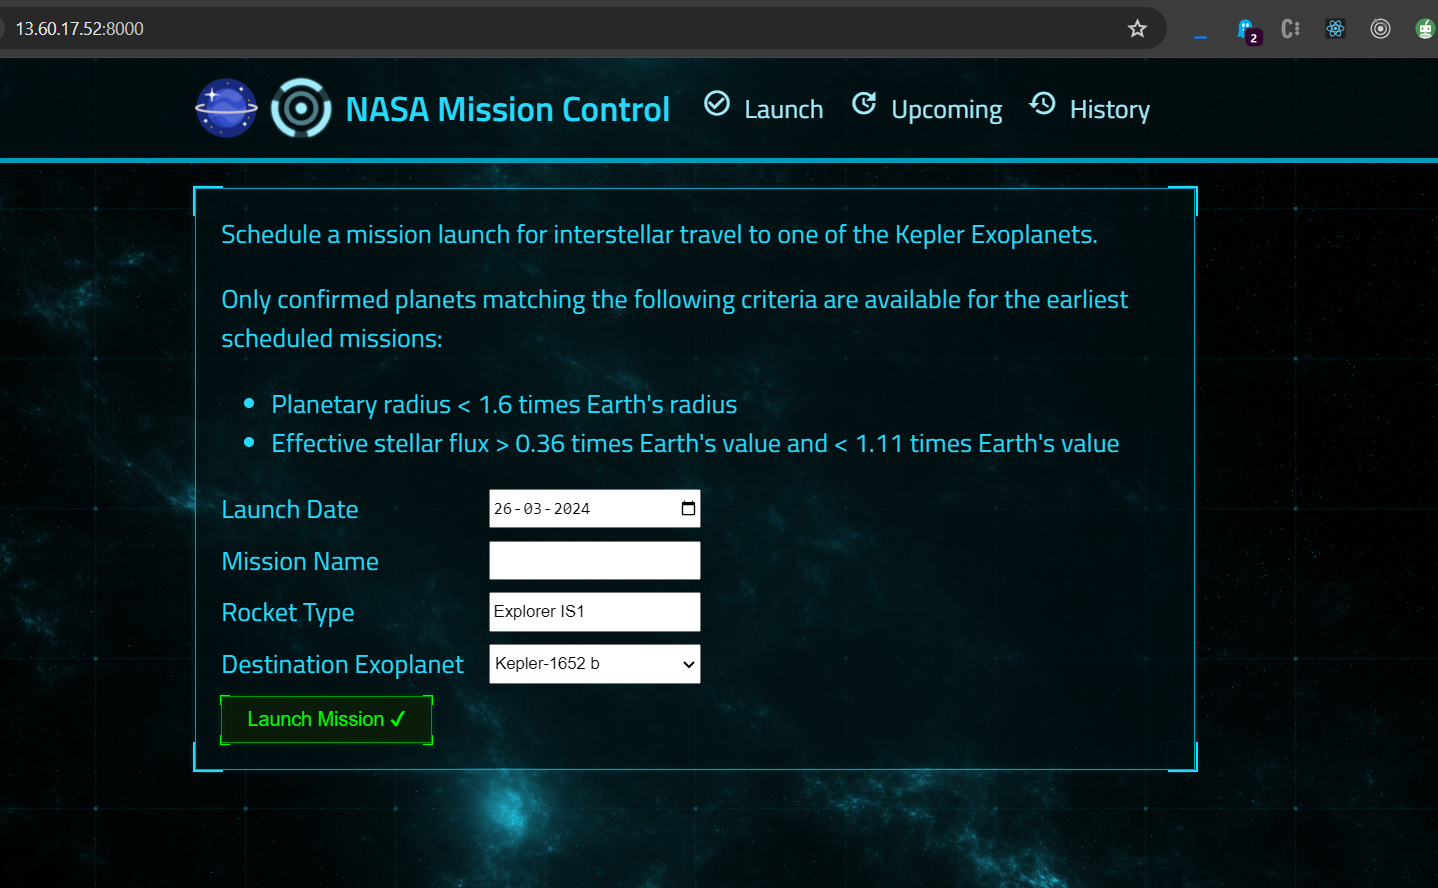 13.60.17.52:8000
2
NASA Mission Control
Launch
Upcoming
History
Schedule a mission launch for interstellar travel to one of the Kepler Exoplanets.
Only confirmed planets matching the following criteria are available for the earliest
scheduled missions:
Planetary radius < 1.6 times Earth's radius
Effective stellar flux > 0.36 times Earth's value and < 1.11 times Earth's value
Launch Date 26-03-2024
Mission Name
Rocket Type Explorer IS1
Destination Exoplanet Kepler-1652 b
Launch Mission ✓